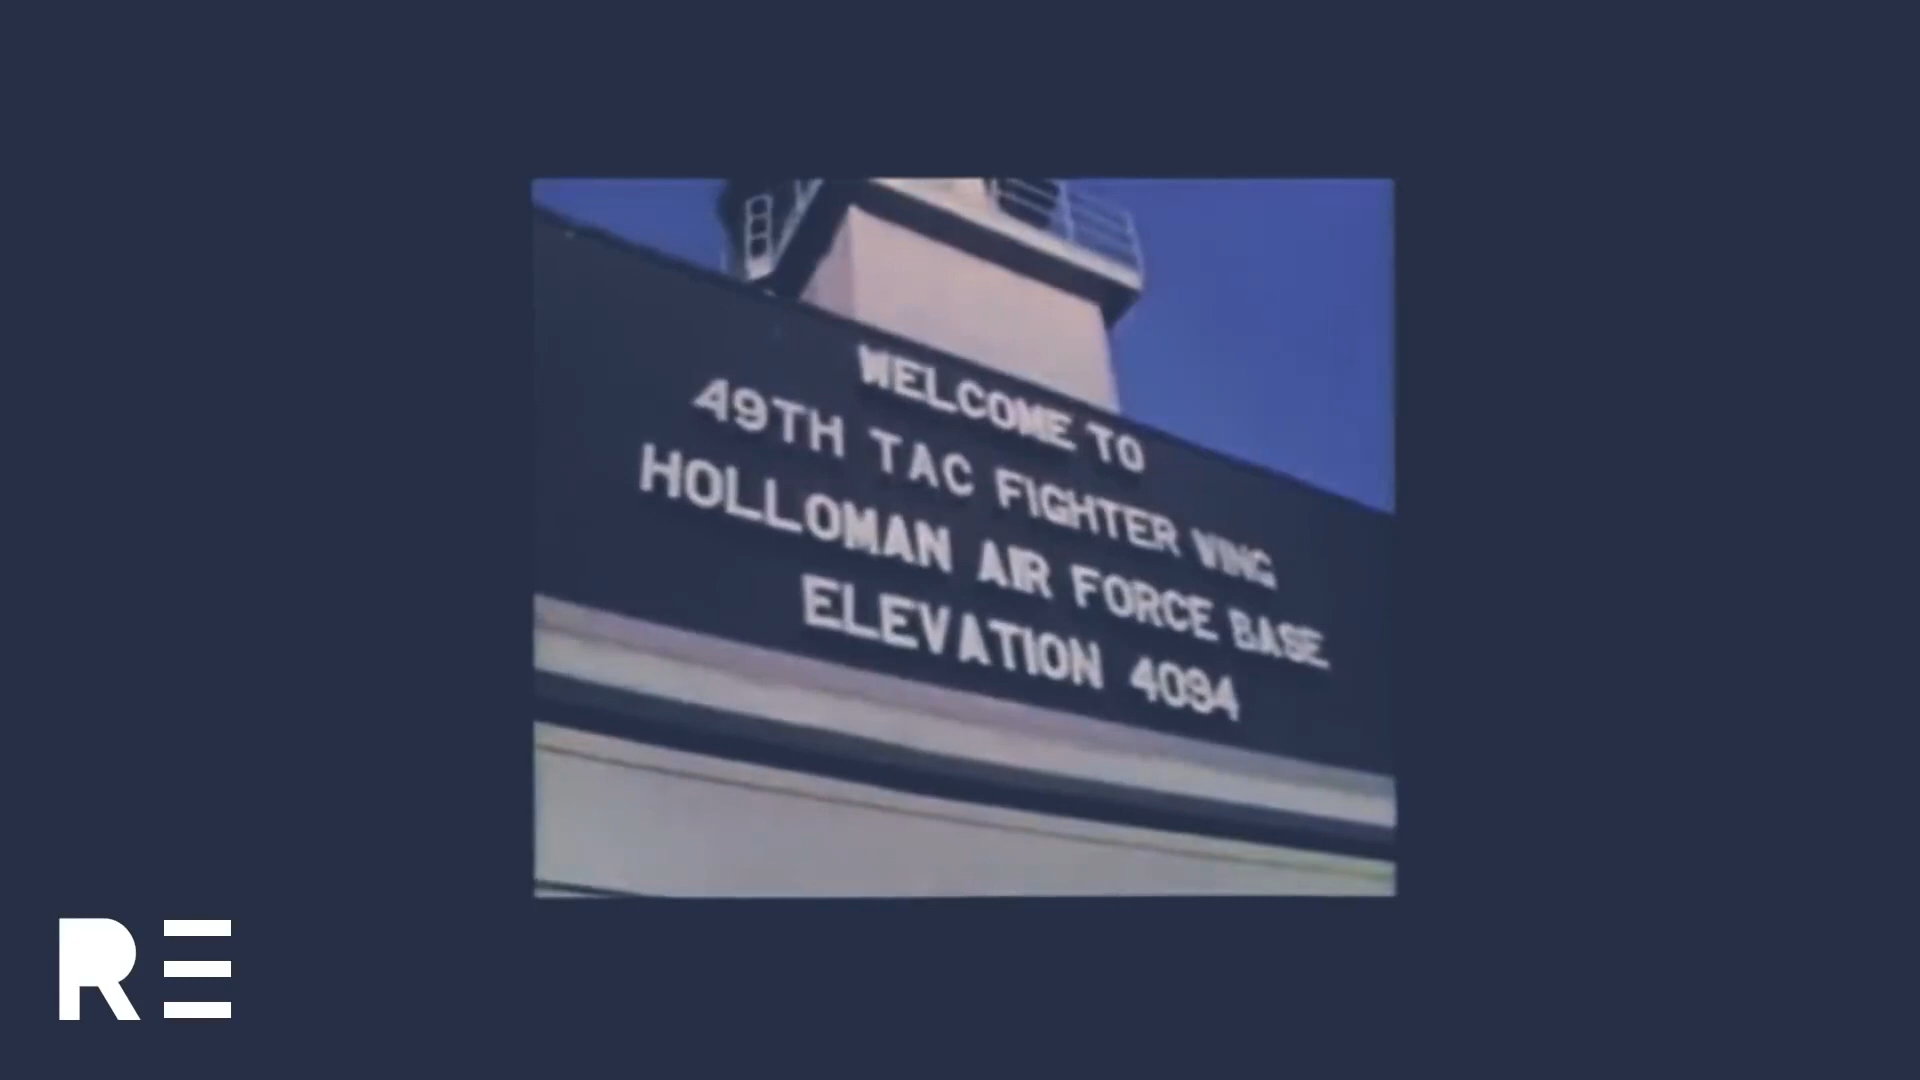 WELCOME TO
49TH TAC FIGHTER WING
HOLLOMAN AIR FORCE BASE
ELEVATION 4094
RE